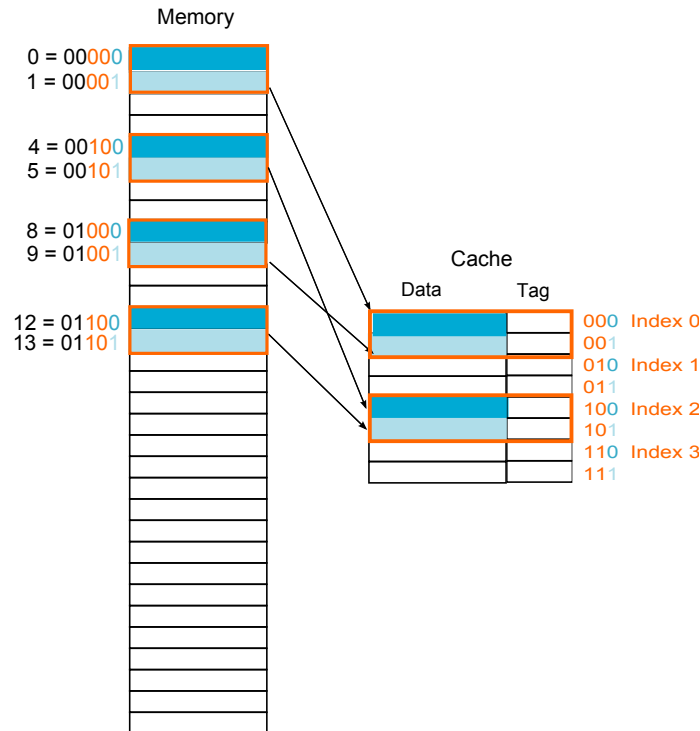 Memory
0 = 00000
1 = 00001
4 = 00100
5 = 00101
8 = 01000
9 = 01001
12 = 01100
13 = 01101
Cache
Data Tag
000 Index 0
001
010 Index 1
011
100 Index 2
101
110 Index 3
111